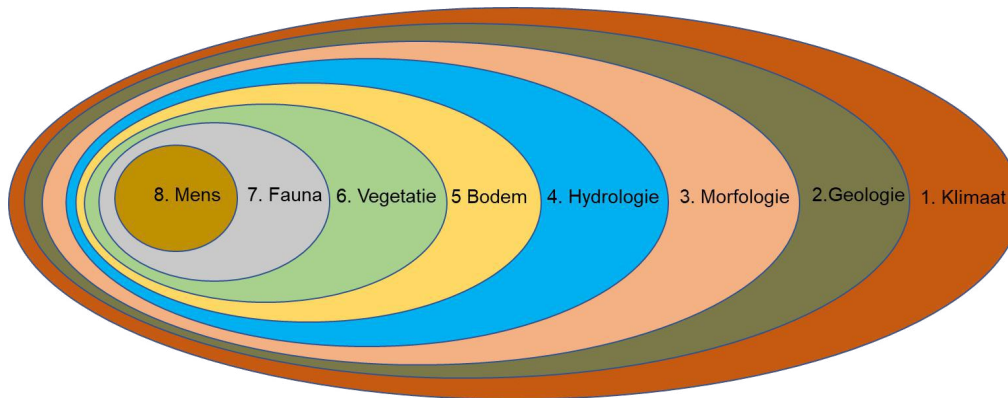 8. Mens 7. Fauna 6. Vegetatie 5 Bodem 4. Hydrologie 3. Morfologie 2.Geologie 1. Klimaat